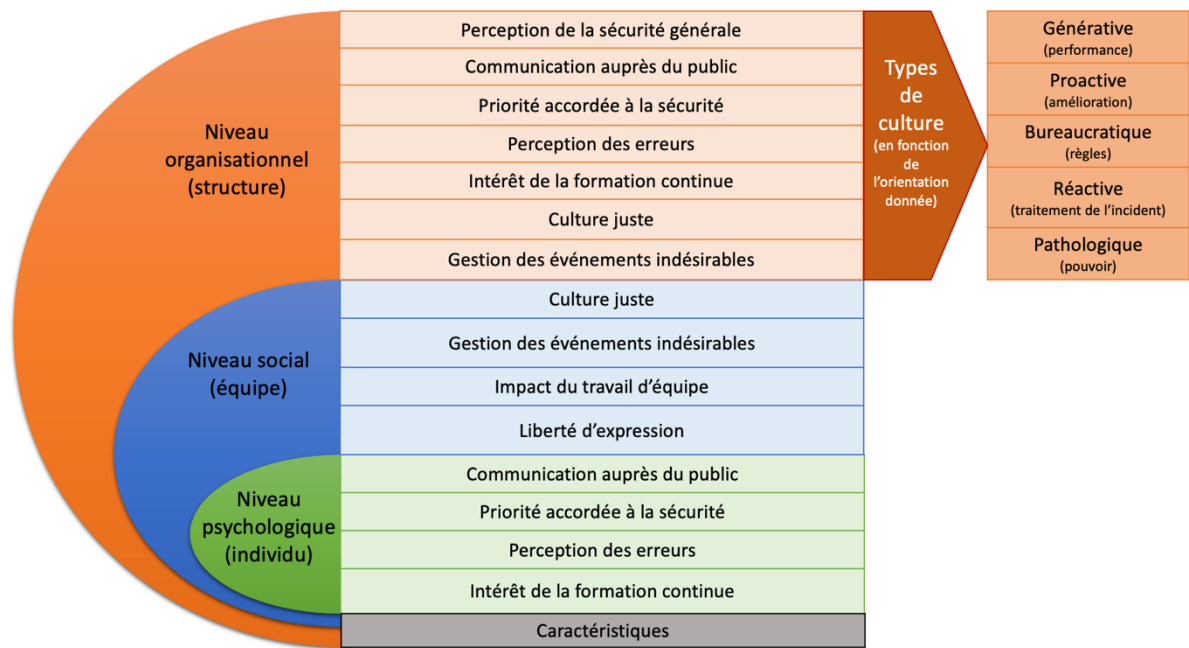 Niveau
organisationnel
(structure)
Niveau social
(équipe)
Niveau
psychologique
(individu)
Perception de la sécurité générale
Communication auprès du public
Priorité accordée à la sécurité
Perception des erreurs
Intérêt de la formation continue
Culture juste
Gestion des événements indésirables
Culture juste
Gestion des événements indésirables
Impact du travail d'équipe
Liberté d'expression
Communication auprès du public
Priorité accordée à la sécurité
Perception des erreurs
Intérêt de la formation continue
Caractéristiques
Types
de
culture
(en fonction
de
l'orientation
donnée)
Générative
(performance)
Proactive
(amélioration)
Bureaucratique
(règles)
Réactive
(traitement de l'incident)
Pathologique
(pouvoir)